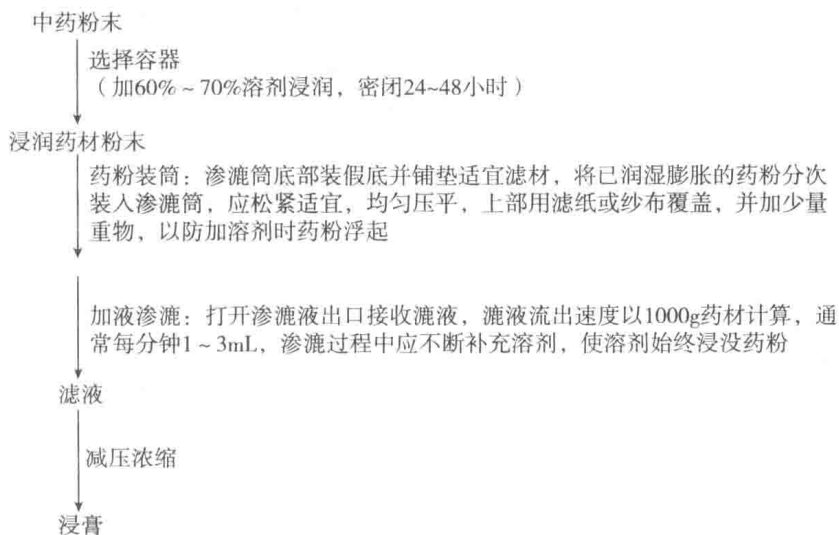 中药粉末
选择容器
（加60%~70%溶剂浸润，密闭24~48小时）
浸润药材粉末
药粉装筒：渗漉筒底部装假底并铺垫适宜滤材，将已润湿膨胀的药粉分次
装入渗漉筒，应松紧适宜，均匀压平，上部用滤纸或纱布覆盖，并加少量
重物，以防加溶剂时药粉浮起
加液渗漉：打开渗漉液出口接收漉液，漉液流出速度以1000g药材计算，通
常每分钟1~3mL，渗漉过程中应不断补充溶剂，使溶剂始终浸没药粉
滤液
减压浓缩
浸膏